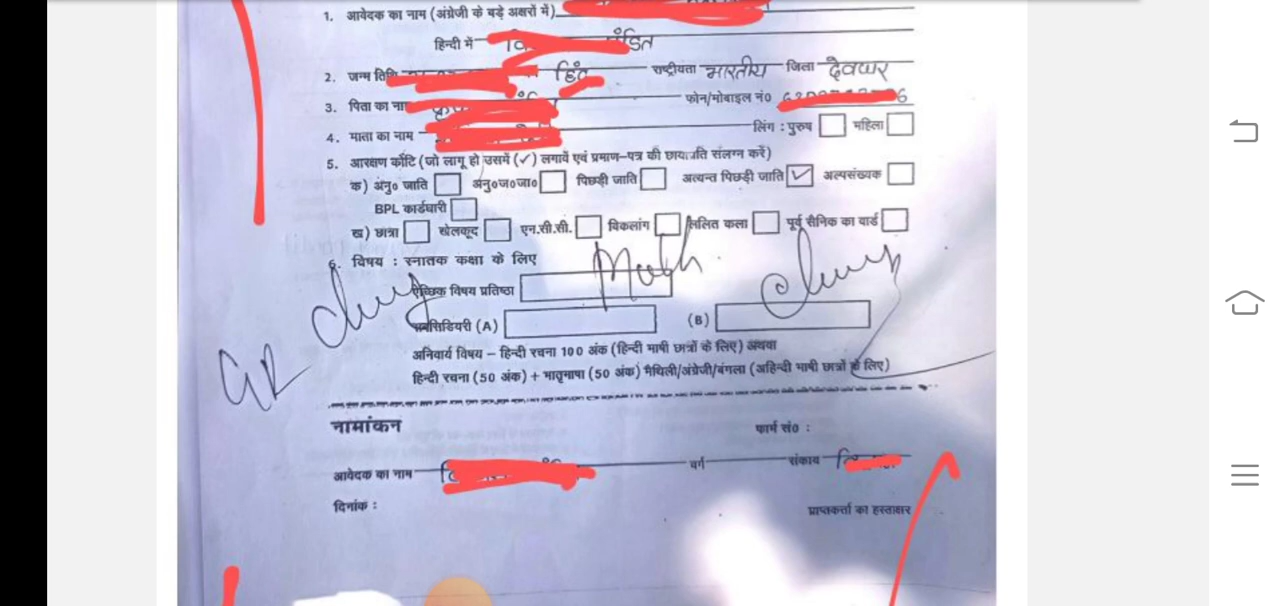 1. आवेदक का नाम (अंग्रेजी के बड़े अक्षरों में)
हिन्दी में
2. जन्म तिथि हिंदू राष्ट्रीयता भारतीय जिला देवघर
3. पिता का नाम फोन/मोबाइल नं०
4. माता का नाम लिंग : पुरुष महिला
5. आरक्षण कोटि (जो लागू हो उसमें (✓) लगायें एवं प्रमाण-पत्र की छायाप्रति संलग्न करें)
क) अनु० जाति अनु०ज०जा० पिछड़ी जाति अत्यन्त पिछड़ी जाति ✓ अल्पसंख्यक
BPL कार्डधारी
ख) छात्रा खेलकूद एन.सी.सी. विकलांग ललित कला पूर्व सैनिक का वार्ड
6. विषय : स्नातक कक्षा के लिए
ऐच्छिक विषय प्रतिष्ठा Math
सबसिडियरी (A) (B)
अनिवार्य विषय – हिन्दी रचना 100 अंक (हिन्दी भाषी छात्रों के लिए) अथवा
हिन्दी रचना (50 अंक) + मातृभाषा (50 अंक) मैथिली/अंग्रेजी/बंगला (अहिन्दी भाषी छात्रों के लिए)
नामांकन फार्म सं० :
आवेदक का नाम वर्ग संकाय
दिनांक : प्राप्तकर्ता का हस्ताक्षर